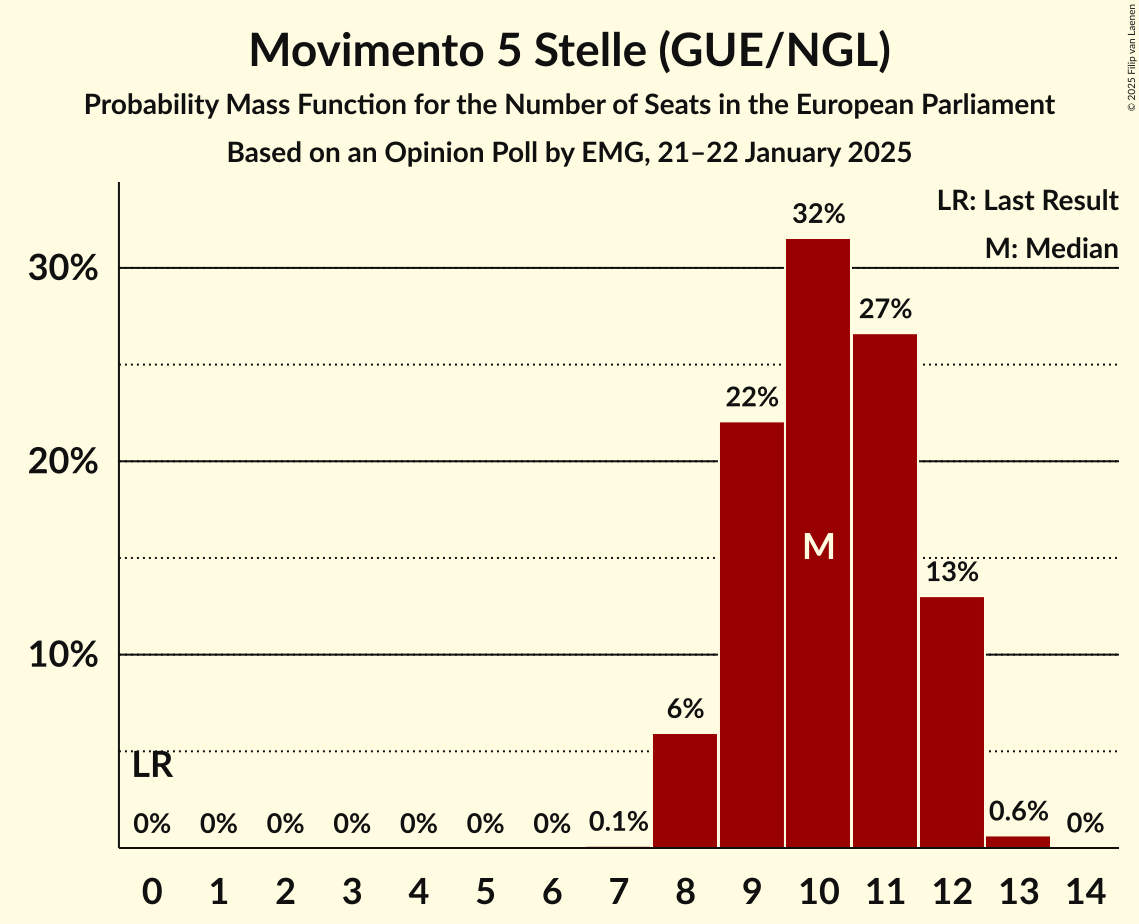 Movimento 5 Stelle (GUE/NGL)
Probability Mass Function for the Number of Seats in the European Parliament
Based on an Opinion Poll by EMG, 21–22 January 2025
© 2025 Filip van Laenen
LR: Last Result
M: Median
30%
20%
10%
32%
27%
22%
M
13%
6%
LR
0% 0% 0% 0% 0% 0% 0% 0.1% 0.6% 0%
0 1 2 3 4 5 6 7 8 9 10 11 12 13 14